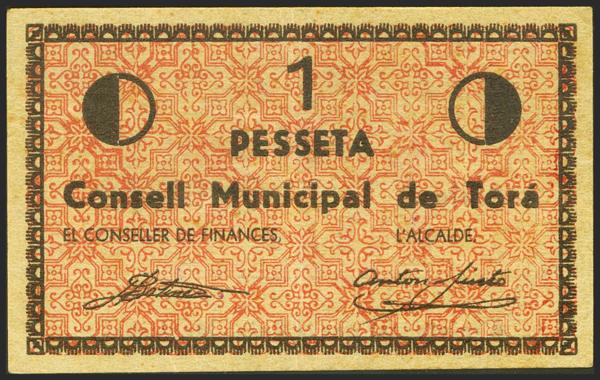 1
PESSETA
Consell Municipal de Torá
EL CONSELLER DE FINANCES, L'ALCALDE,